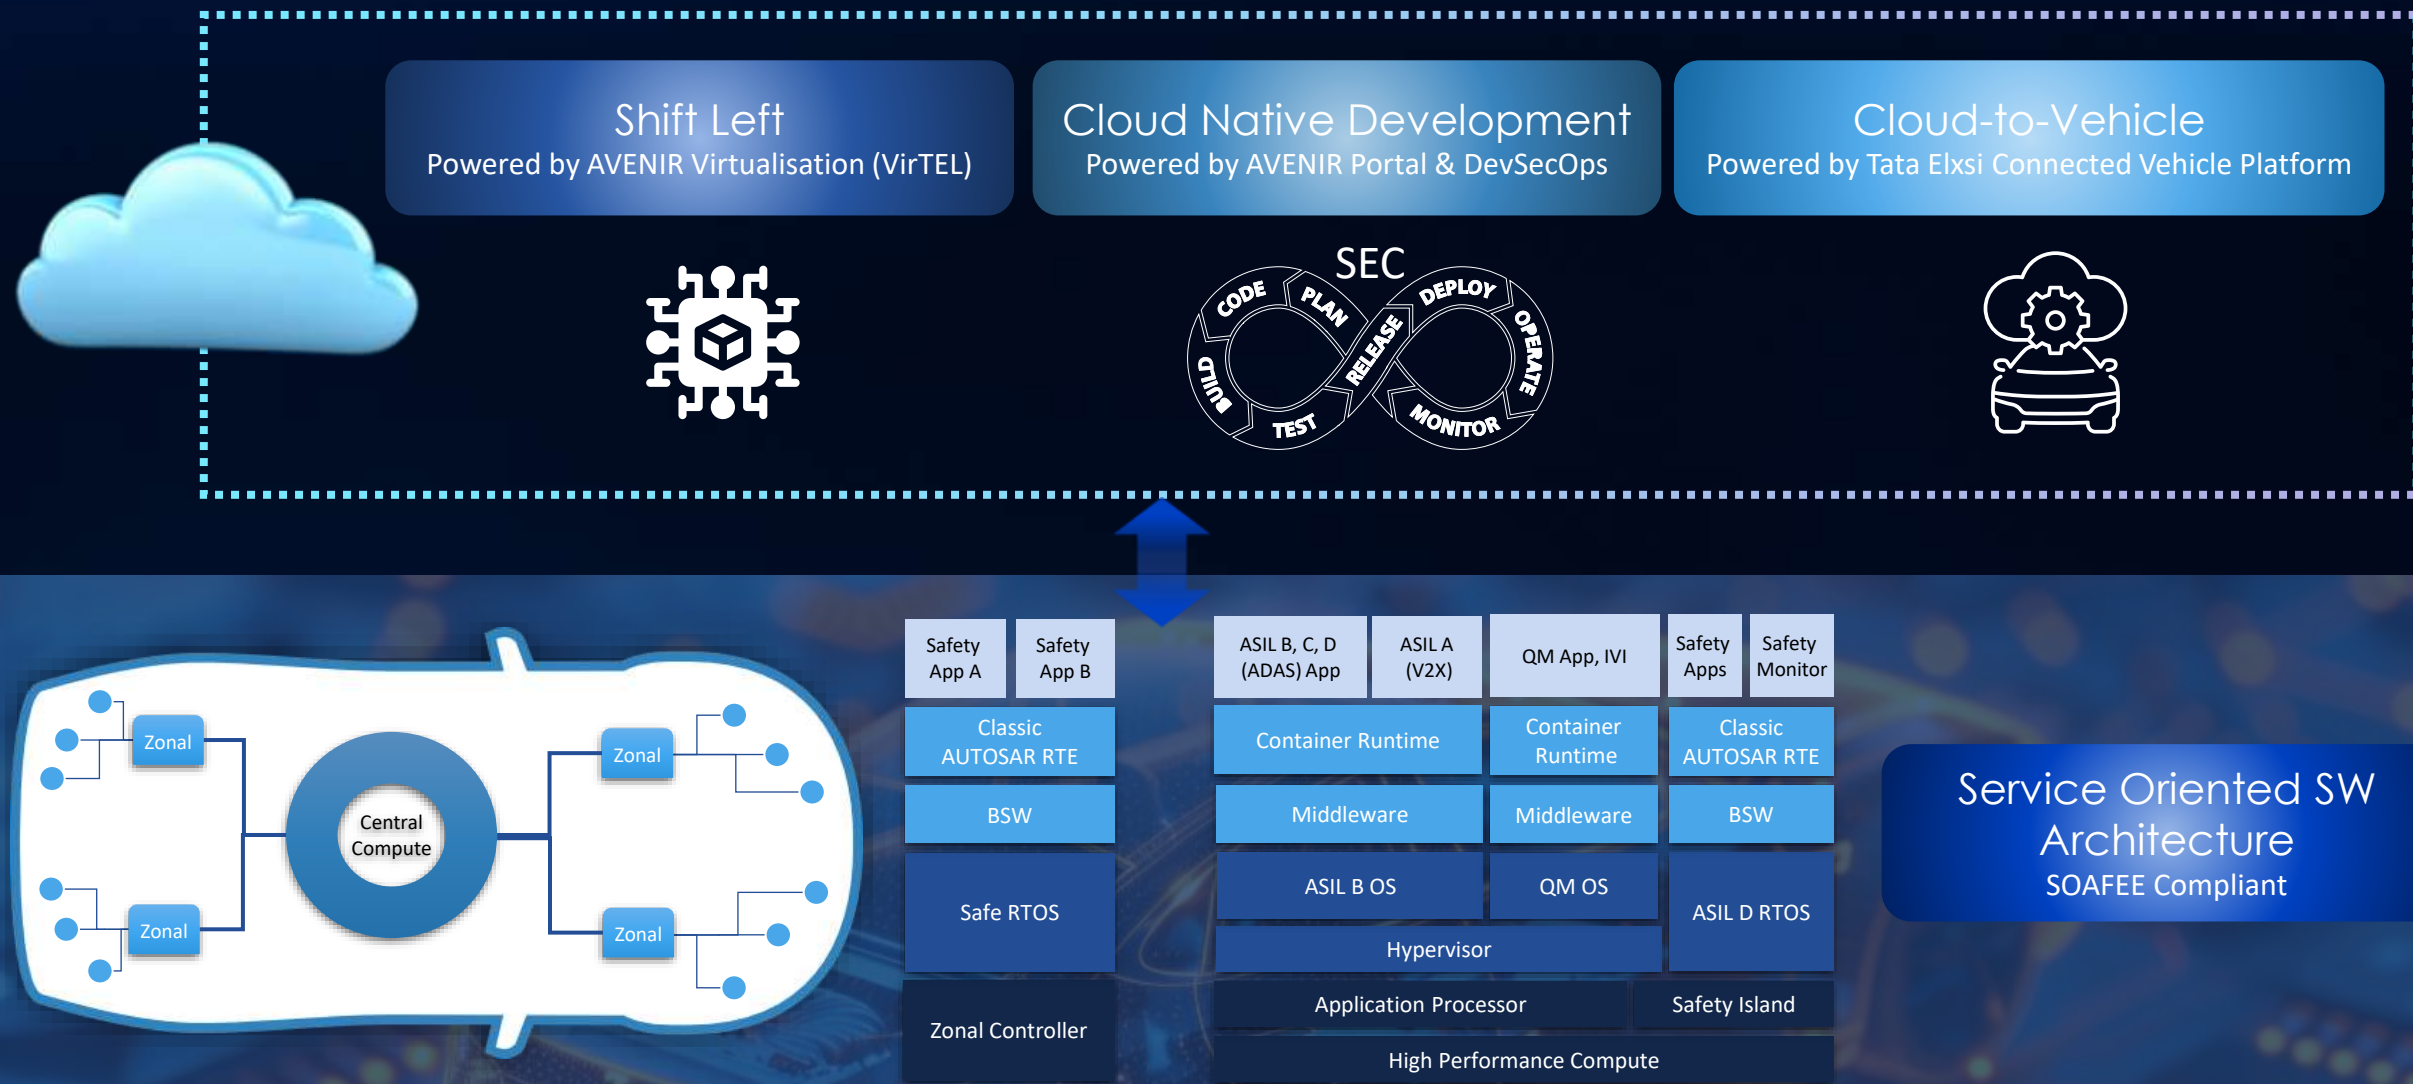 Shift Left
Powered by AVENIR Virtualisation (VirTEL)
Cloud Native Development
Powered by AVENIR Portal & DevSecOps
Cloud-to-Vehicle
Powered by Tata Elxsi Connected Vehicle Platform
SEC
CODE
PLAN
DEPLOY
OPERATE
RELEASE
BUILD
TEST
MONITOR
Zonal
Zonal
Central
Compute
Zonal
Zonal
Safety
App A
Safety
App B
Classic
AUTOSAR RTE
BSW
Safe RTOS
Zonal Controller
ASIL B, C, D
(ADAS) App
ASIL A
(V2X)
QM App, IVI
Safety
Apps
Safety
Monitor
Container Runtime
Container
Runtime
Classic
AUTOSAR RTE
Middleware
Middleware
BSW
ASIL B OS
QM OS
ASIL D RTOS
Hypervisor
Application Processor
Safety Island
High Performance Compute
Service Oriented SW
Architecture
SOAFEE Compliant